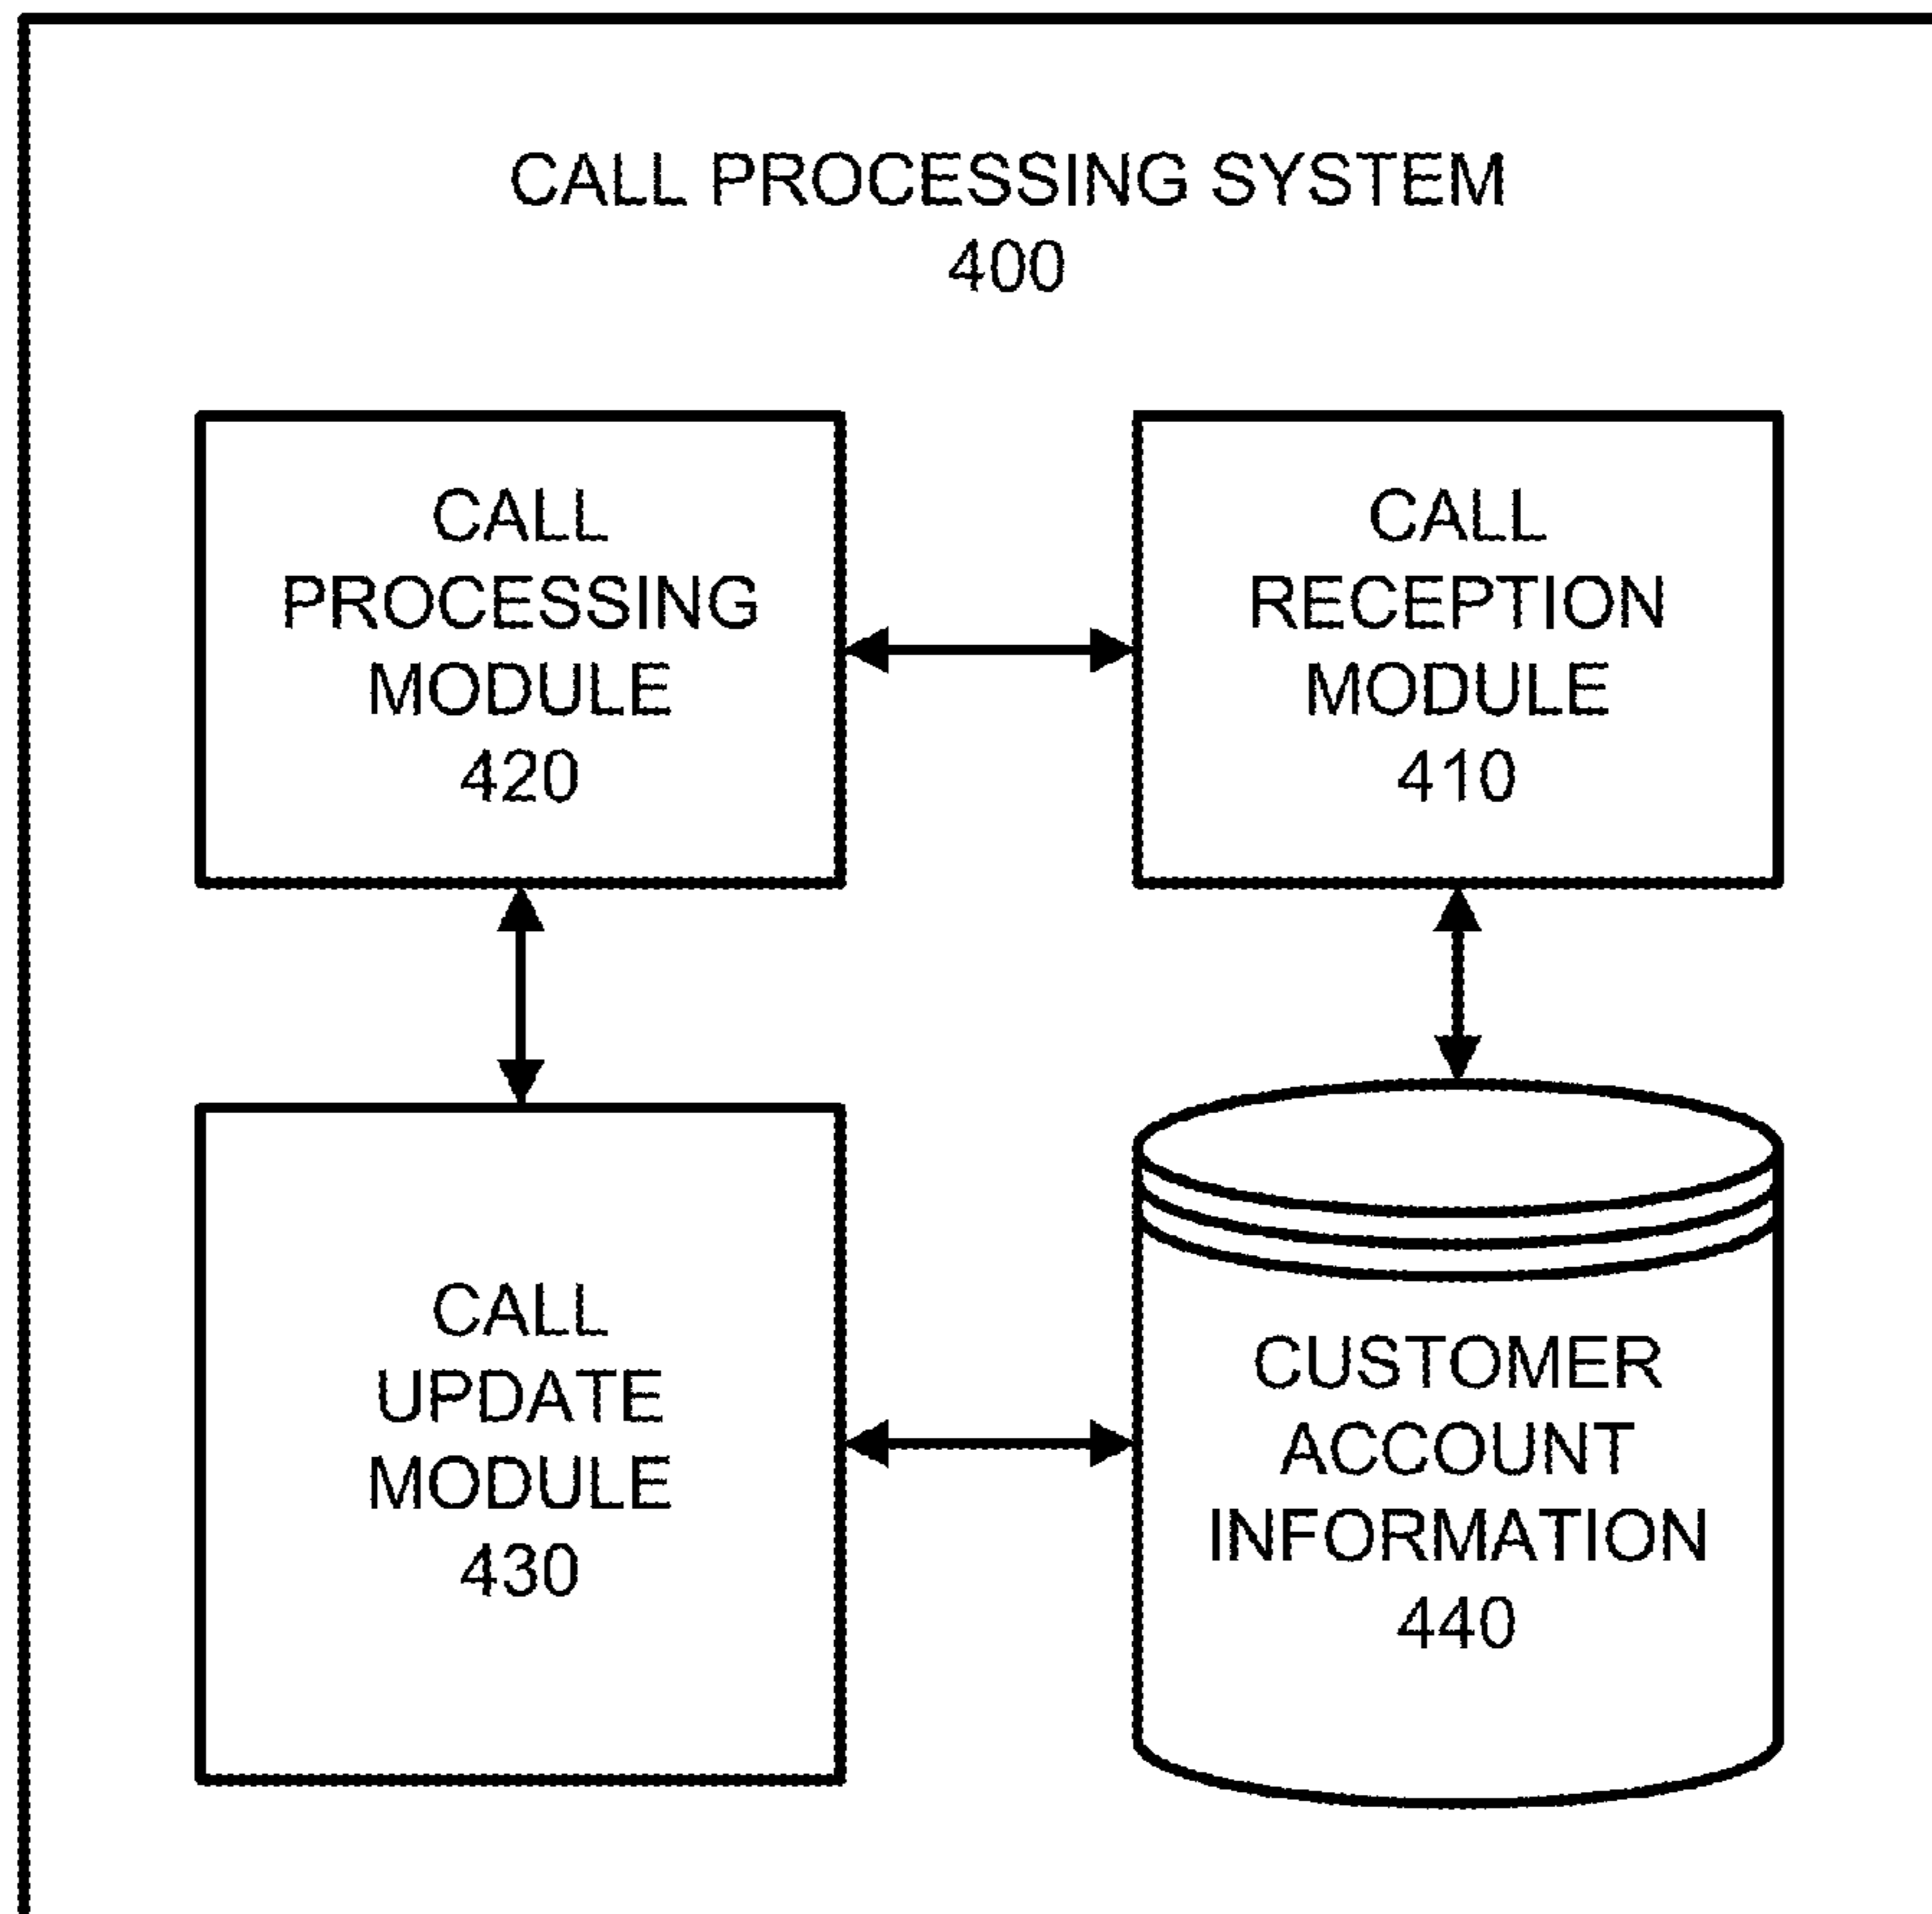 CALL PROCESSING SYSTEM
400
CALL
PROCESSING
MODULE
420
CALL
RECEPTION
MODULE
410
CALL
UPDATE
MODULE
430
CUSTOMER
ACCOUNT
INFORMATION
440